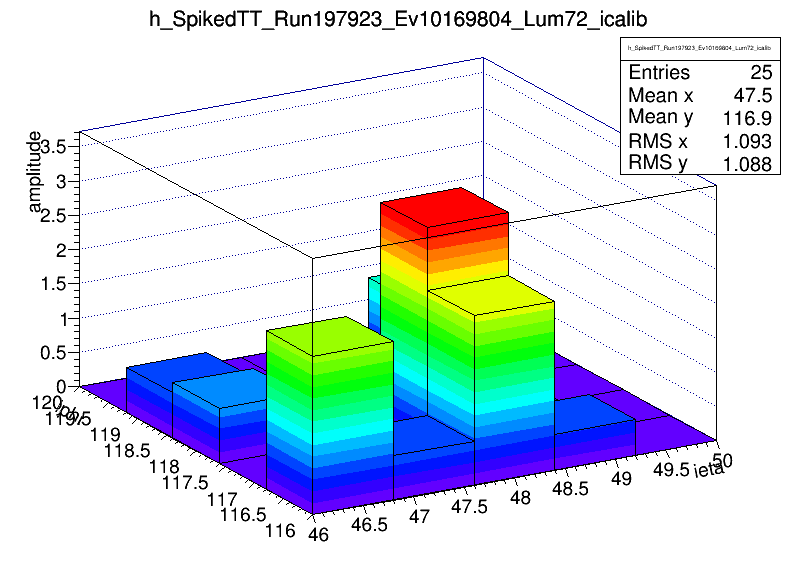 h_SpikedTT_Run197923_Ev10169804_Lum72_icalib
h_SpikedTT_Run197923_Ev10169804_Lum72_icalib
Entries 25
Mean x 47.5
Mean y 116.9
RMS x 1.093
RMS y 1.088
amplitude
3.5
3
2.5
2
1.5
1
0.5
0
120
119.5
119
118.5
118
117.5
117
116.5
116
iphi
46
46.5
47
47.5
48
48.5
49
49.5
50
ieta